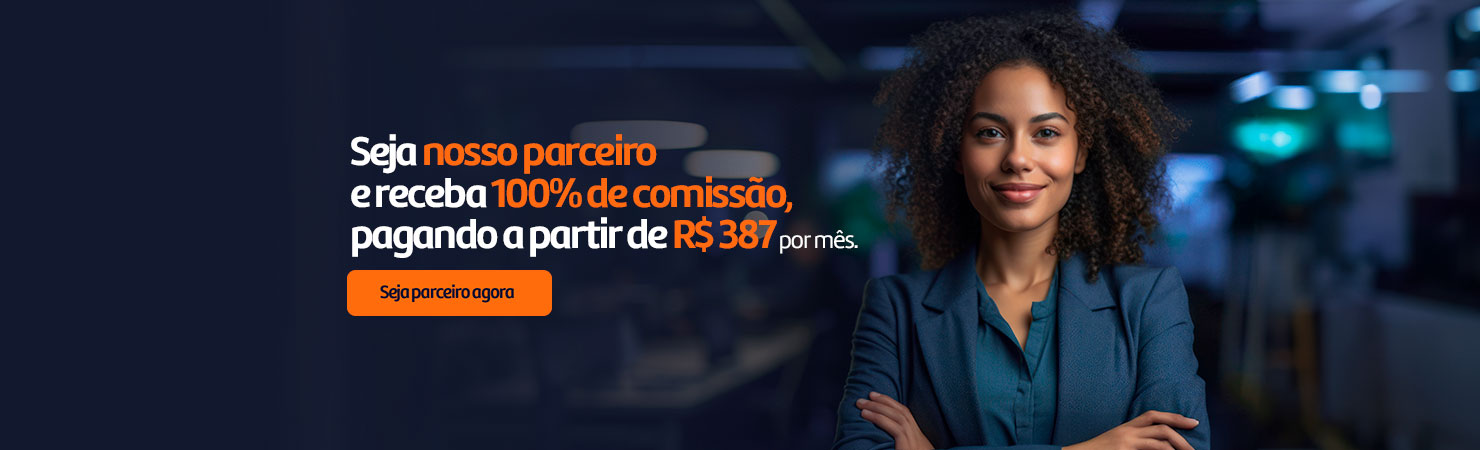 Seja nosso parceiro
e receba 100% de comissão,
pagando a partir de R$ 387 por mês.
Seja parceiro agora